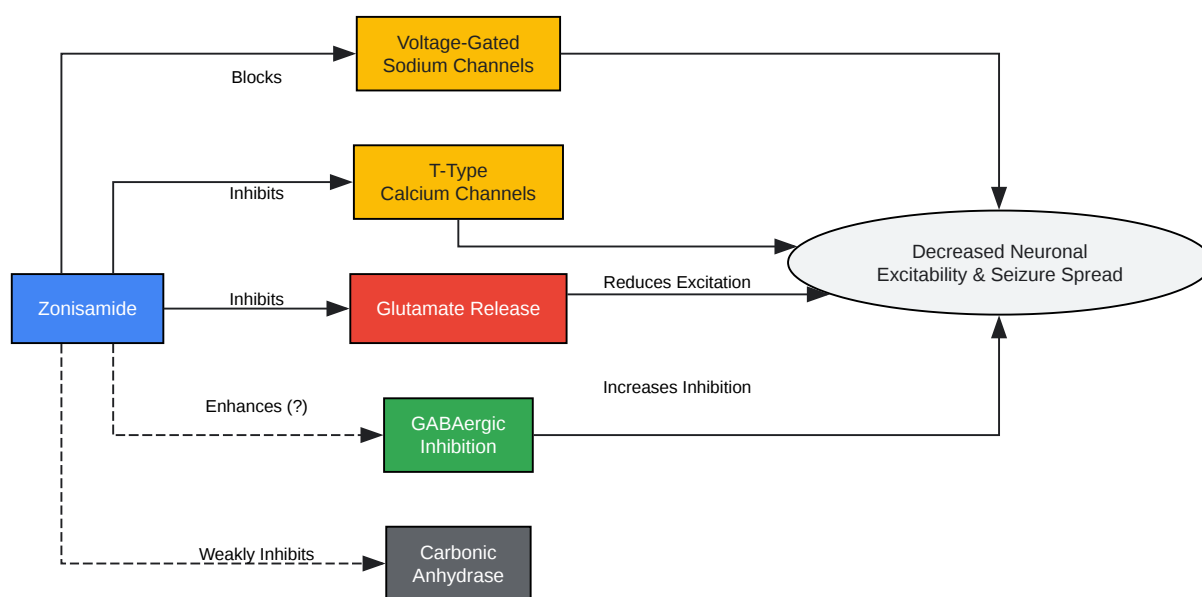 Voltage-Gated
Sodium Channels
Blocks
T-Type
Calcium Channels
Inhibits
Decreased Neuronal
Excitability & Seizure Spread
Zonisamide
Inhibits
Glutamate Release
Reduces Excitation
Increases Inhibition
Enhances (?)
GABAergic
Inhibition
Weakly Inhibits
Carbonic
Anhydrase